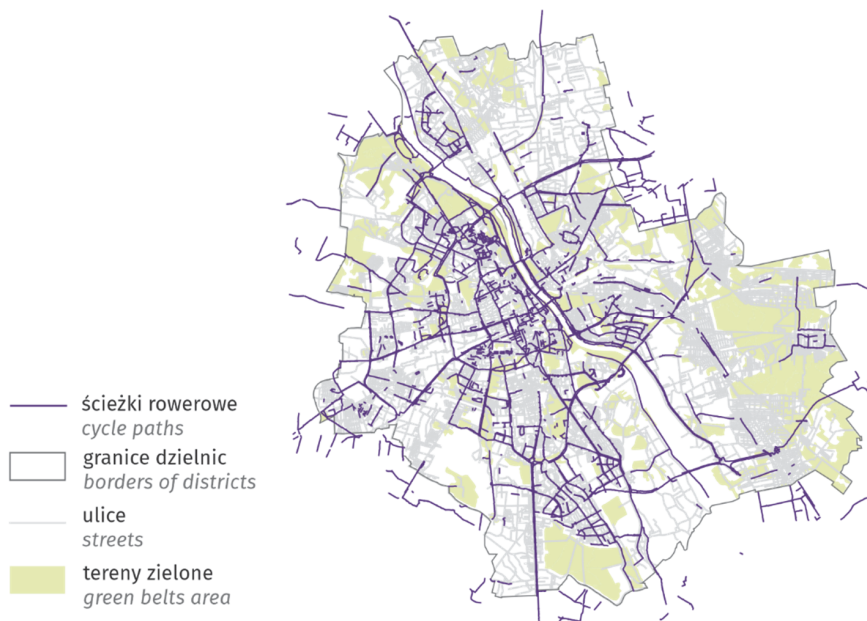 ścieżki rowerowe
cycle paths
granice dzielnic
borders of districts
ulice
streets
tereny zielone
green belts area